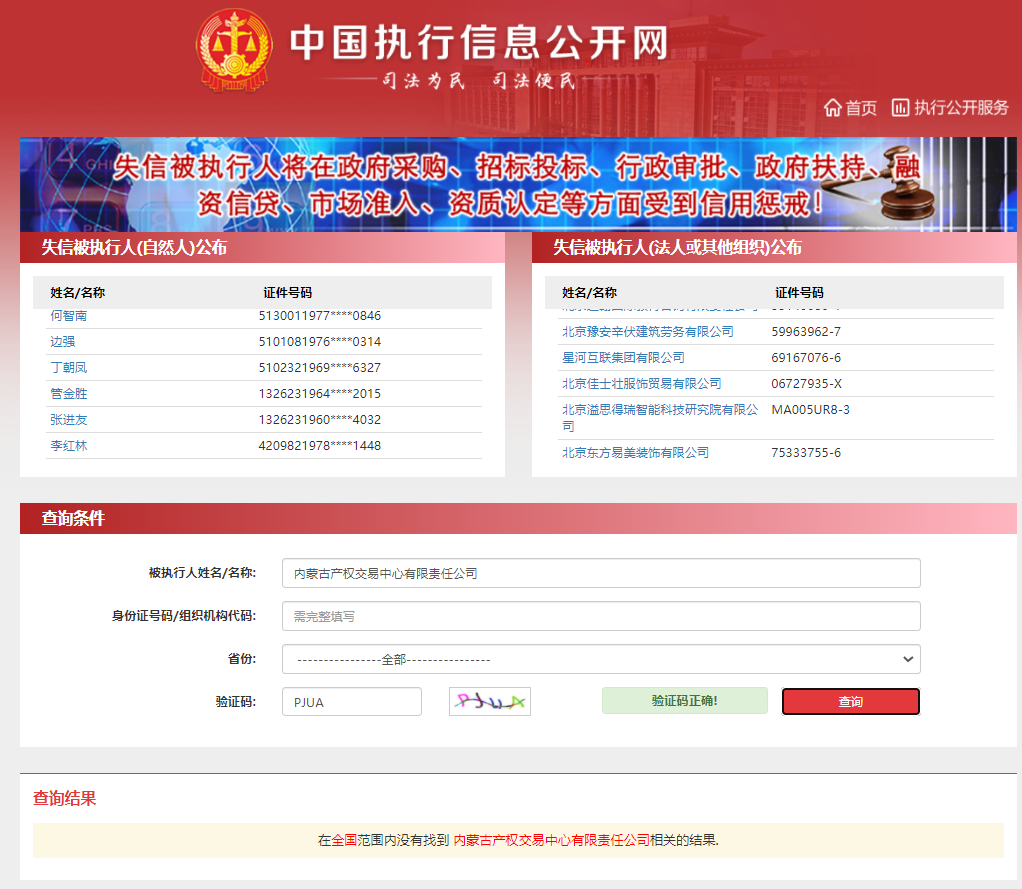 中国执行信息公开网
司法为民 司法便民
首页 执行公开服务
失信被执行人将在政府采购、招标投标、行政审批、政府扶持、融
资信贷、市场准入、资质认定等方面受到信用惩戒！
失信被执行人(自然人)公布
姓名/名称 证件号码
何智南 5130011977****0846
边强 5101081976****0314
丁朝凤 5102321969****6327
管金胜 1326231964****2015
张进友 1326231960****4032
李红林 4209821978****1448
失信被执行人(法人或其他组织)公布
姓名/名称 证件号码
北京豫安辛伏建筑劳务有限公司 59963962-7
星河互联集团有限公司 69167076-6
北京佳士壮服饰贸易有限公司 06727935-X
北京溢思得瑞智能科技研究院有限公 MA005UR8-3
司
北京东方易美装饰有限公司 75333755-6
查询条件
被执行人姓名/名称: 内蒙古产权交易中心有限责任公司
身份证号码/组织机构代码: 需完整填写
省份: ----------------全部----------------
验证码: PJUA PJUA 验证码正确! 查询
查询结果
在全国范围内没有找到 内蒙古产权交易中心有限责任公司相关的结果.